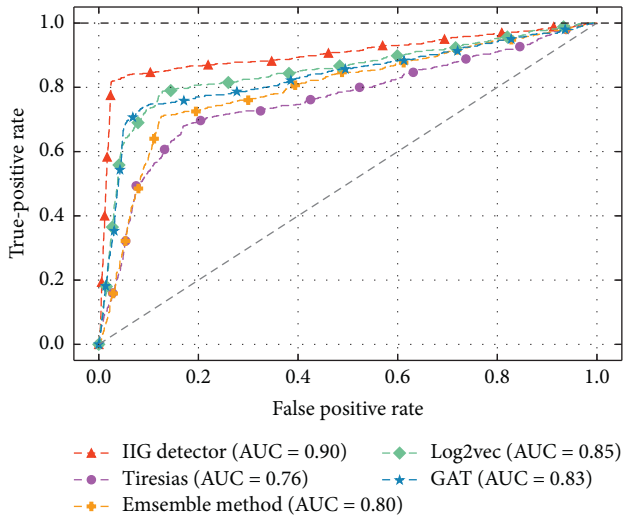 1.0
0.8
0.6
0.4
0.2
0.0
True-positive rate
0.0 0.2 0.4 0.6 0.8 1.0
False positive rate
IIG detector (AUC = 0.90)
Tiresias (AUC = 0.76)
Emsemble method (AUC = 0.80)
Log2vec (AUC = 0.85)
GAT (AUC = 0.83)